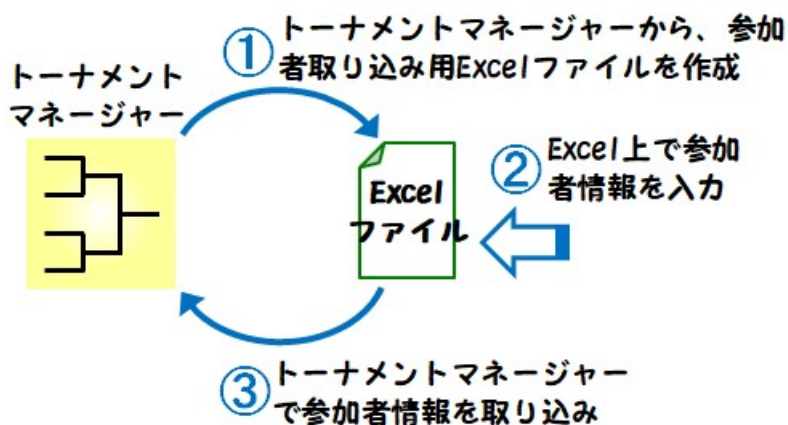 ①トーナメントマネージャーから、参加
者取り込み用Excelファイルを作成
トーナメント
マネージャー
Excel
ファイル
②Excel上で参加
者情報を入力
③トーナメントマネージャー
で参加者情報を取り込み